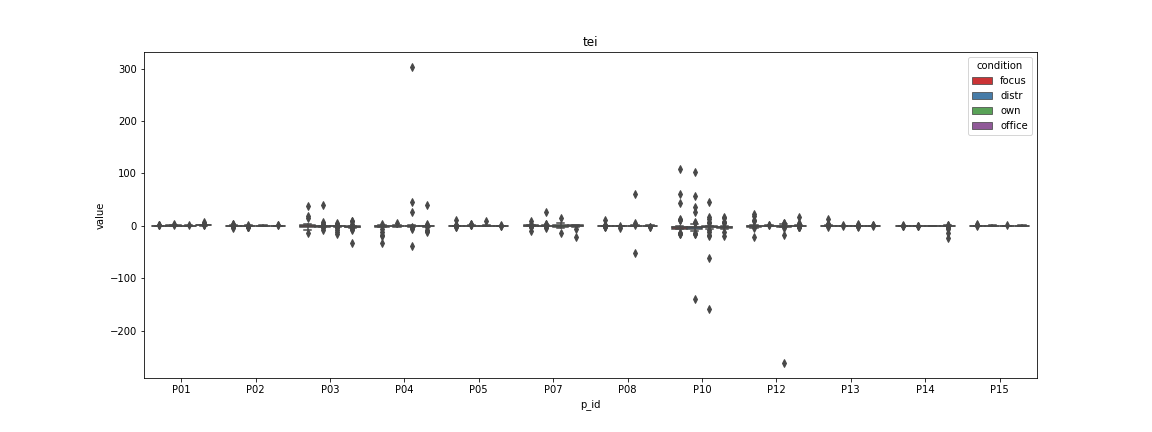 tei
condition
focus
distr
own
office
value
300
200
100
0
−100
−200
P01 P02 P03 P04 P05 P07 P08 P10 P12 P13 P14 P15
p_id